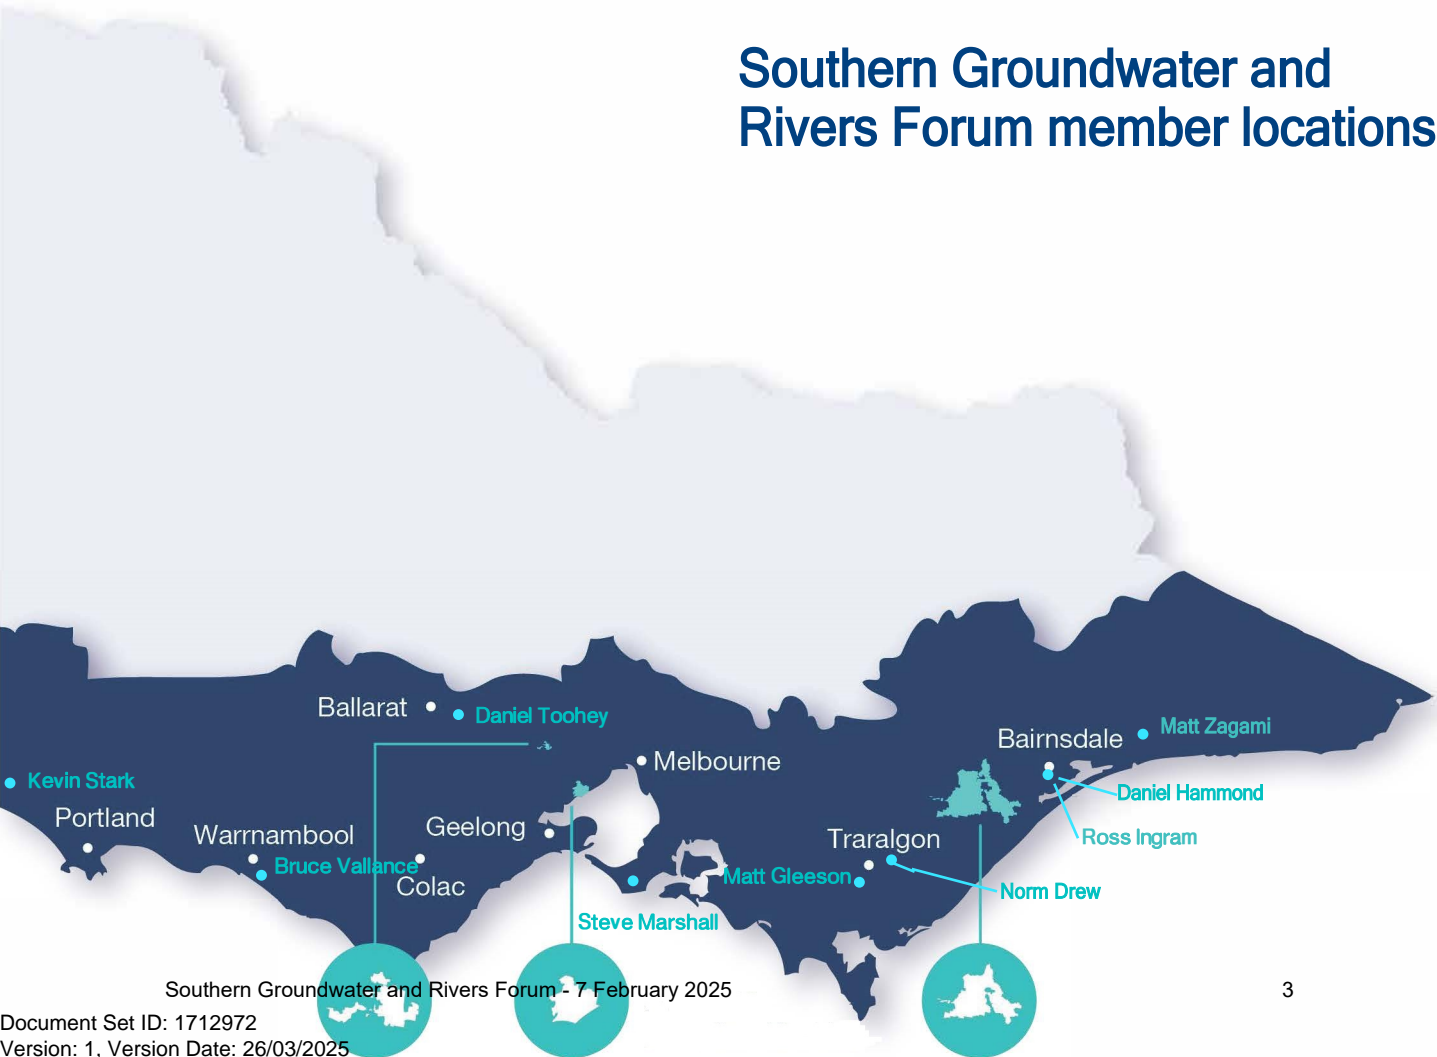 Southern Groundwater and
Rivers Forum member locations
Ballarat
Daniel Toohey
Matt Zagami
Bairnsdale
Melbourne
Kevin Stark
Daniel Hammond
Portland
Geelong
Warrnambool
Traralgon
Ross Ingram
Bruce Vallance
Matt Gleeson
Colac
Norm Drew
Steve Marshall
Southern Groundwater and Rivers Forum - 7 February 2025
3
Document Set ID: 1712972
Version: 1, Version Date: 26/03/2025